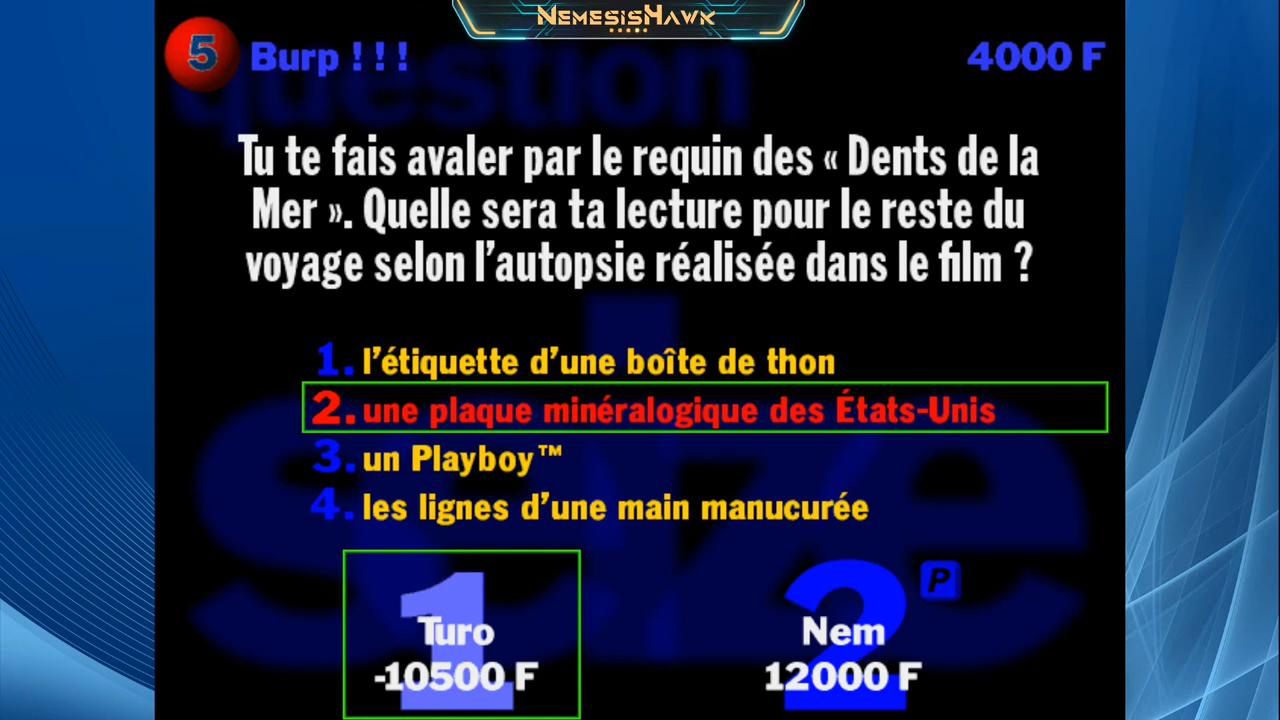 NemesisHawk
5 Burp ! ! ! 4000 F
question
Tu te fais avaler par le requin des « Dents de la
Mer ». Quelle sera ta lecture pour le reste du
voyage selon l'autopsie réalisée dans le film ?
1. l'étiquette d'une boîte de thon
2. une plaque minéralogique des États-Unis
3. un Playboy™
4. les lignes d'une main manucurée
seize
1 2 P
Turo Nem
-10500 F 12000 F